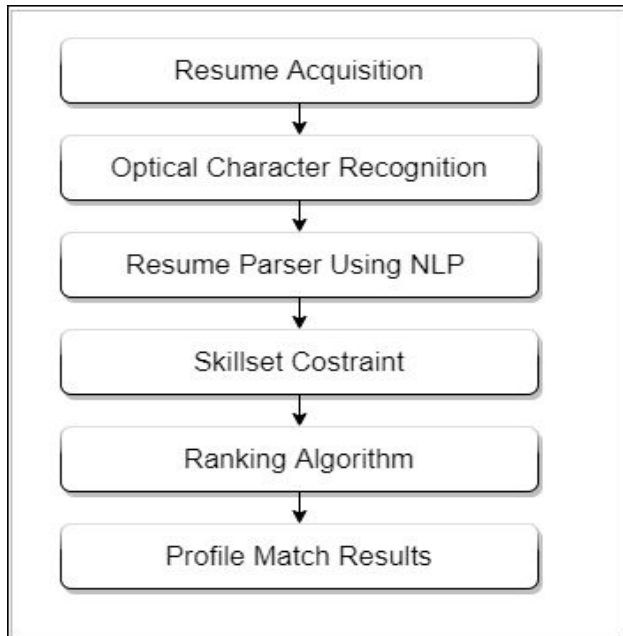 Resume Acquisition
Optical Character Recognition
Resume Parser Using NLP
Skillset Costraint
Ranking Algorithm
Profile Match Results